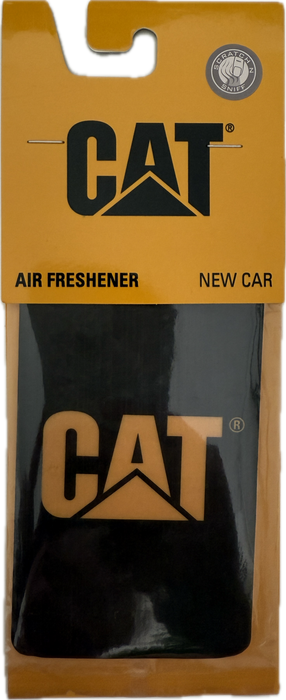 SCRATCH N SNIFF
CAT®
AIR FRESHENER NEW CAR
CAT®